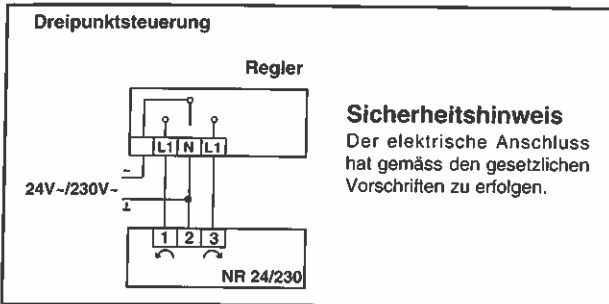 Dreipunktsteuerung
Regler
L1 N L1
24V~/230V~
~
⊥
1 2 3
NR 24/230
Sicherheitshinweis
Der elektrische Anschluss
hat gemäss den gesetzlichen
Vorschriften zu erfolgen.